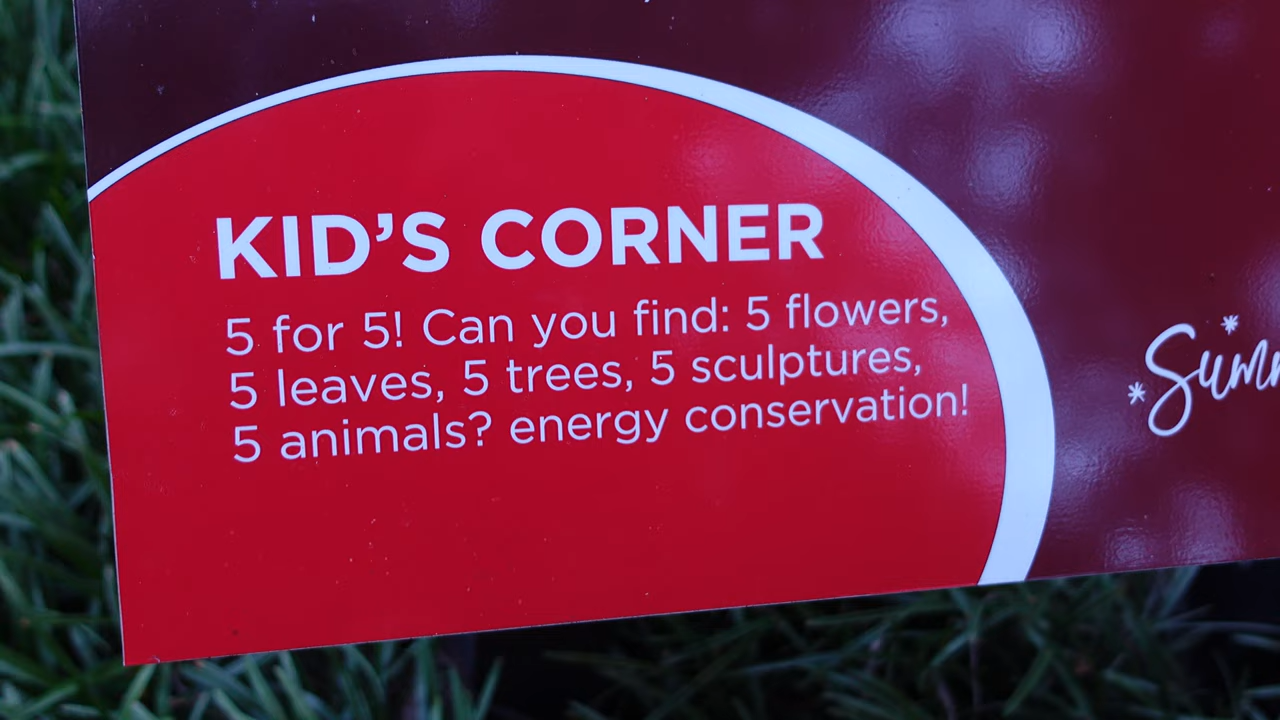 KID'S CORNER
5 for 5! Can you find: 5 flowers,
5 leaves, 5 trees, 5 sculptures,
5 animals? energy conservation!